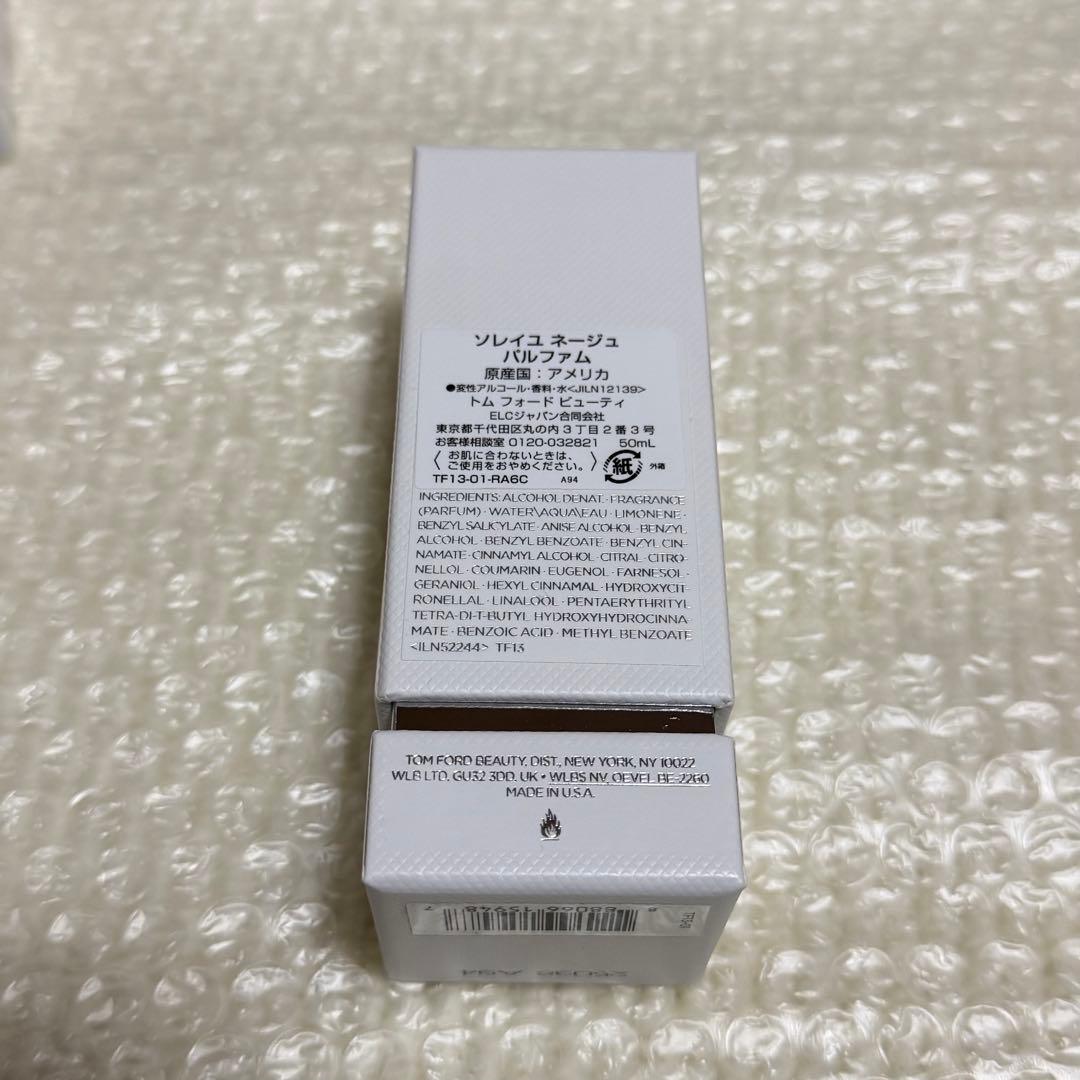 ソレイユ ネージュ
パルファム
原産国：アメリカ
●変性アルコール・香料・水<JILN12139>
トム フォード ビューティ
ELCジャパン合同会社
東京都千代田区丸の内3丁目2番3号
お客様相談室 0120-032821 50mL
〈お肌に合わないときは、
ご使用をおやめください。〉 紙 外箱
TF13-01-RA6C A94
INGREDIENTS: ALCOHOL DENAT. · FRAGRANCE
(PARFUM) · WATER\AQUA\EAU · LIMONENE ·
BENZYL SALICYLATE · ANISE ALCOHOL · BENZYL
ALCOHOL · BENZYL BENZOATE · BENZYL CIN-
NAMATE · CINNAMYL ALCOHOL · CITRAL · CITRO-
NELLOL · COUMARIN · EUGENOL · FARNESOL ·
GERANIOL · HEXYL CINNAMAL · HYDROXYCIT-
RONELLAL · LINALOOL · PENTAERYTHRITYL
TETRA-DI-T-BUTYL HYDROXYHYDROCINNA-
MATE · BENZOIC ACID · METHYL BENZOATE
<ILN52244> TF13
TOM FORD BEAUTY, DIST., NEW YORK, NY 10022
WLB LTD, GU32 3DD, UK • WLBS NV, OEVEL BE-2260
MADE IN U.S.A.
A94